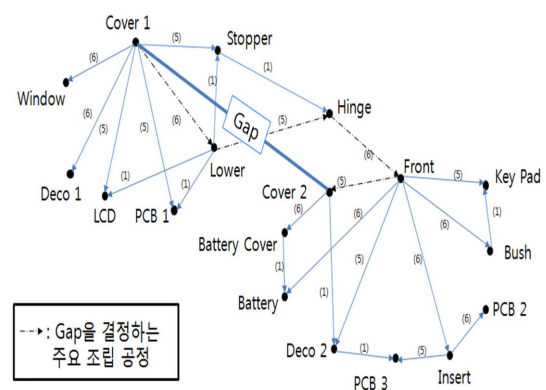 Cover 1
(5)
Stopper
(6)
(1)
Window
(6)
(5)
(5)
(6)
(1)
Hinge
Gap
(5)
(1)
(1)
Lower
(6)
Deco 1
LCD
PCB 1
Cover 2
(5)
Front
(5)
Key Pad
(6)
(6)
(6)
(1)
Battery Cover
Bush
(1)
(1)
(5)
(6)
Battery
(6)
PCB 2
Deco 2
(1)
(5)
PCB 3
Insert
: Gap을 결정하는
주요 조립 공정